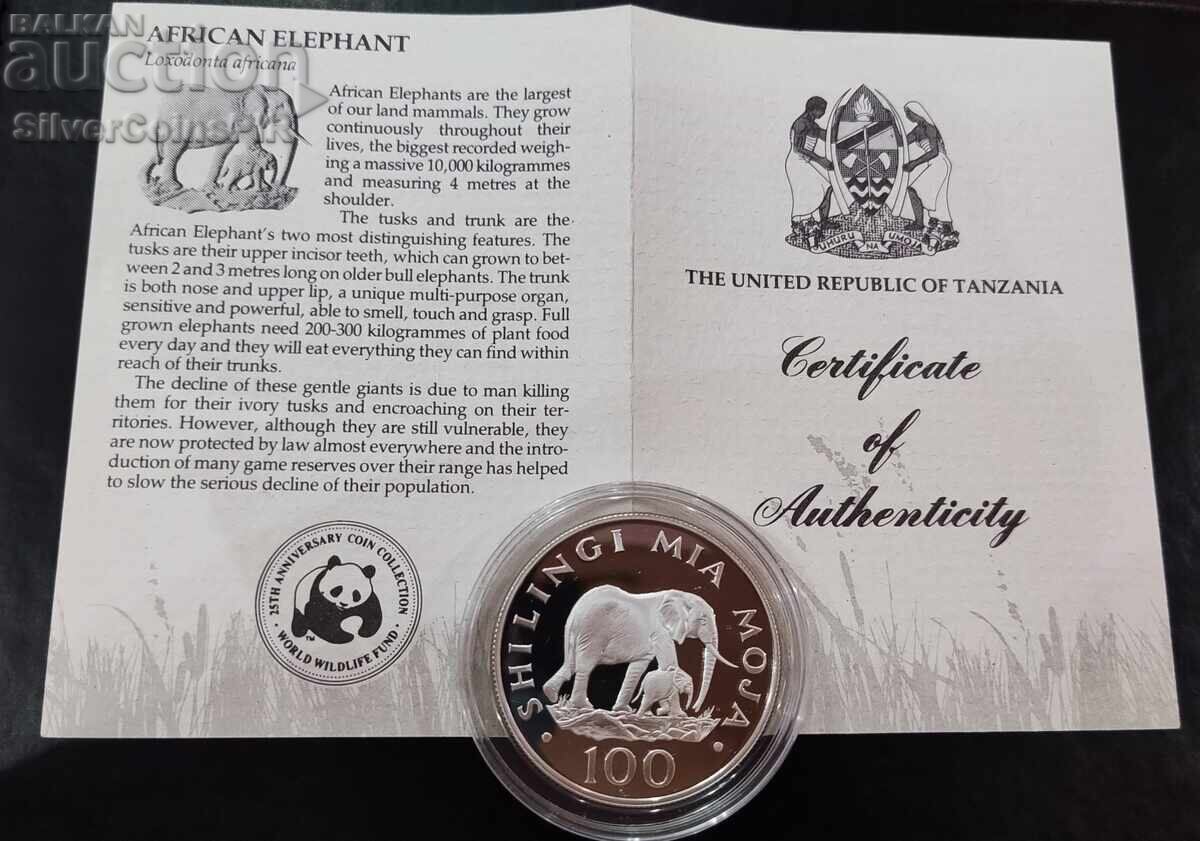 BALKAN
auction
SilverCoinsAR
AFRICAN ELEPHANT
Loxodonta africana
African Elephants are the largest
of our land mammals. They grow
continuously throughout their
lives, the biggest recorded weigh-
ing a massive 10,000 kilogrammes
and measuring 4 metres at the
shoulder.
The tusks and trunk are the
African Elephant's two most distinguishing features. The
tusks are their upper incisor teeth, which can grown to bet-
ween 2 and 3 metres long on older bull elephants. The trunk
is both nose and upper lip, a unique multi-purpose organ,
sensitive and powerful, able to smell, touch and grasp. Full
grown elephants need 200-300 kilogrammes of plant food
every day and they will eat everything they can find within
reach of their trunks.
The decline of these gentle giants is due to man killing
them for their ivory tusks and encroaching on their ter-
ritories. However, although they are still vulnerable, they
are now protected by law almost everywhere and the intro-
duction of many game reserves over their range has helped
to slow the serious decline of their population.
25TH ANNIVERSARY COIN COLLECTION
TM
· WORLD WILDLIFE FUND ·
UHURU NA UMOJA
THE UNITED REPUBLIC OF TANZANIA
Certificate
of
Authenticity
· SHILINGI MIA MOJA ·
100